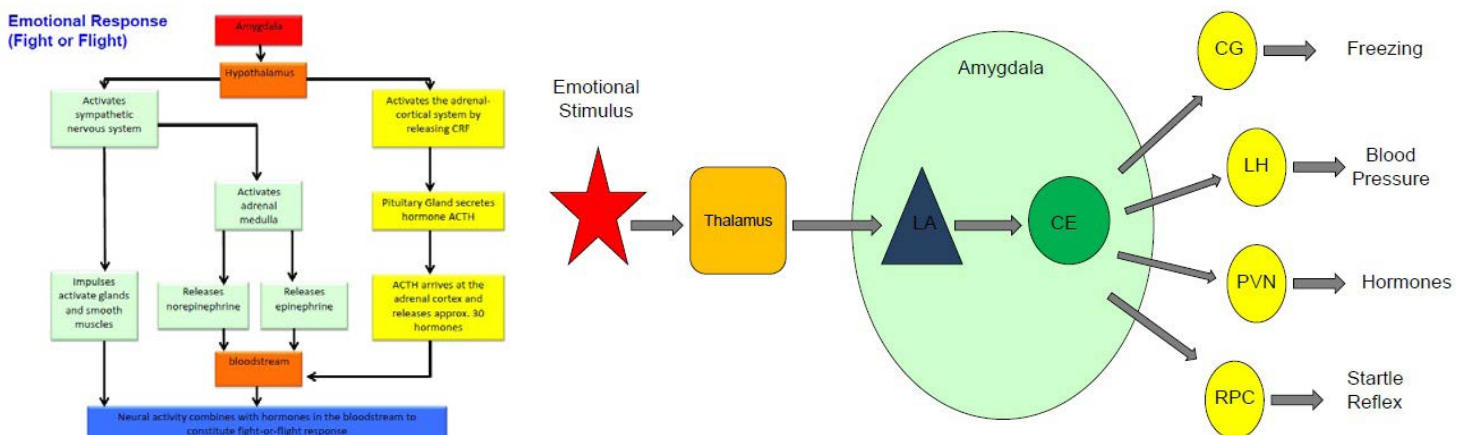 Emotional Response
(Fight or Flight)
Amygdala
Hypothalamus
Activates
sympathetic
nervous system
Activates the adrenal-
cortical system by
releasing CRF
Activates
adrenal
medulla
Pituitary Gland secretes
hormone ACTH
Impulses
activate glands
and smooth
muscles
Releases
norepinephrine
Releases
epinephrine
ACTH arrives at the
adrenal cortex and
releases approx. 30
hormones
bloodstream
Neural activity combines with hormones in the bloodstream to
constitute fight-or-flight response
Emotional
Stimulus
Thalamus
Amygdala
LA
CE
CG
Freezing
LH
Blood
Pressure
PVN
Hormones
RPC
Startle
Reflex